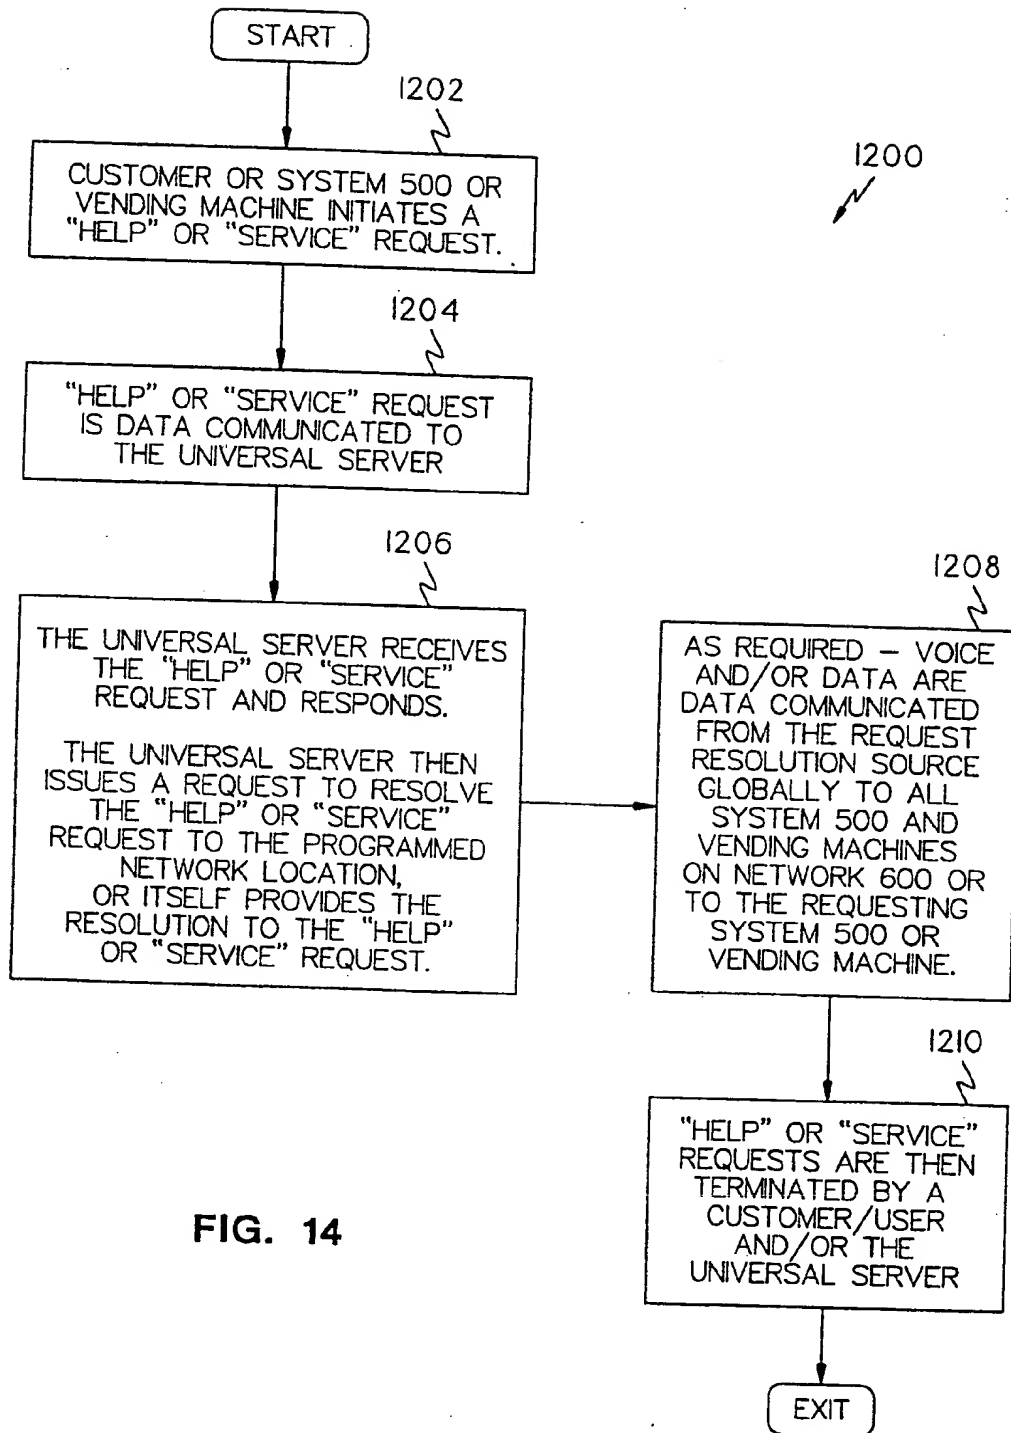 START
1202
1200
CUSTOMER OR SYSTEM 500 OR
VENDING MACHINE INITIATES A
"HELP" OR "SERVICE" REQUEST.
1204
"HELP" OR "SERVICE" REQUEST
IS DATA COMMUNICATED TO
THE UNIVERSAL SERVER
1206
THE UNIVERSAL SERVER RECEIVES
THE "HELP" OR "SERVICE"
REQUEST AND RESPONDS.
THE UNIVERSAL SERVER THEN
ISSUES A REQUEST TO RESOLVE
THE "HELP" OR "SERVICE"
REQUEST TO THE PROGRAMMED
NETWORK LOCATION,
OR ITSELF PROVIDES THE
RESOLUTION TO THE "HELP"
OR "SERVICE" REQUEST.
1208
AS REQUIRED – VOICE
AND/OR DATA ARE
DATA COMMUNICATED
FROM THE REQUEST
RESOLUTION SOURCE
GLOBALLY TO ALL
SYSTEM 500 AND
VENDING MACHINES
ON NETWORK 600 OR
TO THE REQUESTING
SYSTEM 500 OR
VENDING MACHINE.
1210
"HELP" OR "SERVICE"
REQUESTS ARE THEN
TERMINATED BY A
CUSTOMER/USER
AND/OR THE
UNIVERSAL SERVER
EXIT
FIG. 14